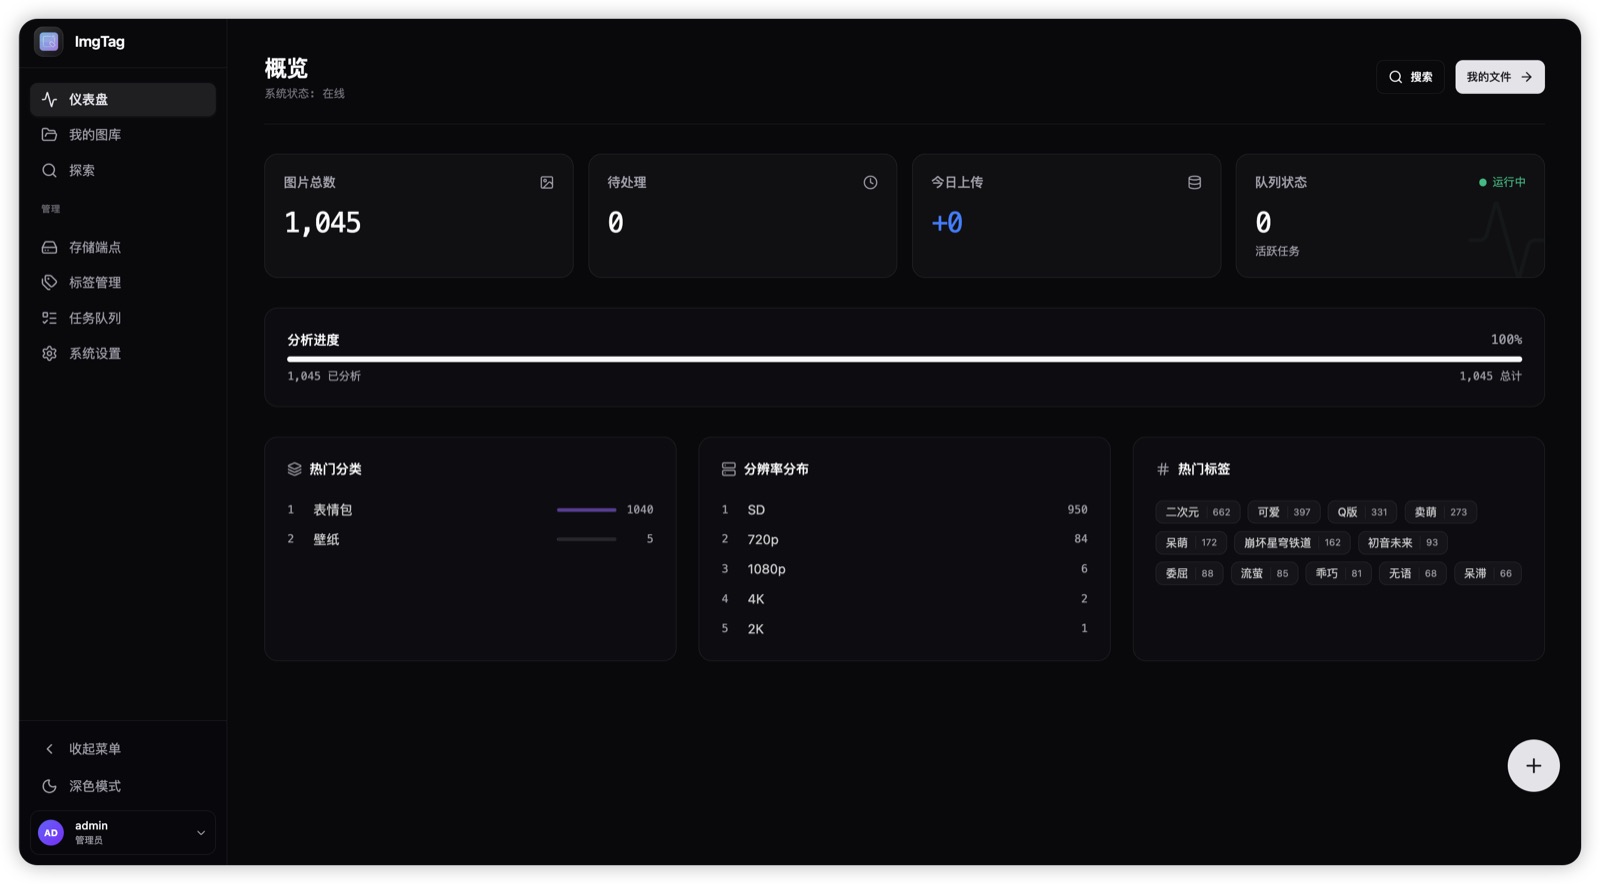 ImgTag
仪表盘
我的图库
探索
管理
存储端点
标签管理
任务队列
系统设置
收起菜单
深色模式
AD
admin
管理员
概览
系统状态: 在线
搜索
我的文件
图片总数
1,045
待处理
0
今日上传
+0
队列状态
运行中
0
活跃任务
分析进度
100%
1,045 已分析
1,045 总计
热门分类
1 表情包 1040
2 壁纸 5
分辨率分布
1 SD 950
2 720p 84
3 1080p 6
4 4K 2
5 2K 1
热门标签
二次元 662 可爱 397 Q版 331 卖萌 273
呆萌 172 崩坏星穹铁道 162 初音未来 93
委屈 88 流萤 85 乖巧 81 无语 68 呆滞 66